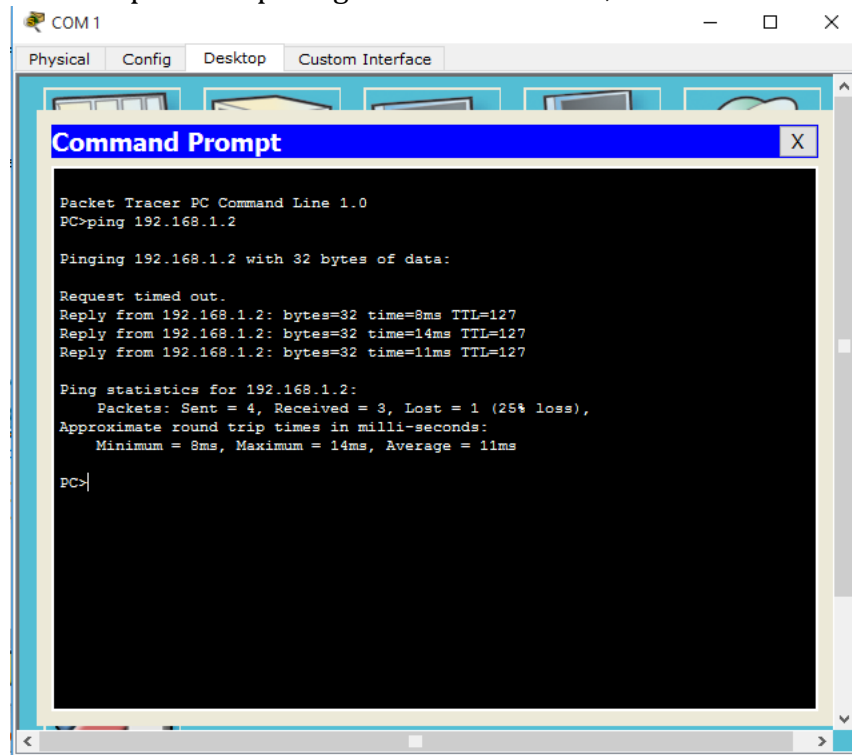 COM 1
Physical Config Desktop Custom Interface
Command Prompt X
Packet Tracer PC Command Line 1.0
PC>ping 192.168.1.2
Pinging 192.168.1.2 with 32 bytes of data:
Request timed out.
Reply from 192.168.1.2: bytes=32 time=8ms TTL=127
Reply from 192.168.1.2: bytes=32 time=14ms TTL=127
Reply from 192.168.1.2: bytes=32 time=11ms TTL=127
Ping statistics for 192.168.1.2:
Packets: Sent = 4, Received = 3, Lost = 1 (25% loss),
Approximate round trip times in milli-seconds:
Minimum = 8ms, Maximum = 14ms, Average = 11ms
PC>